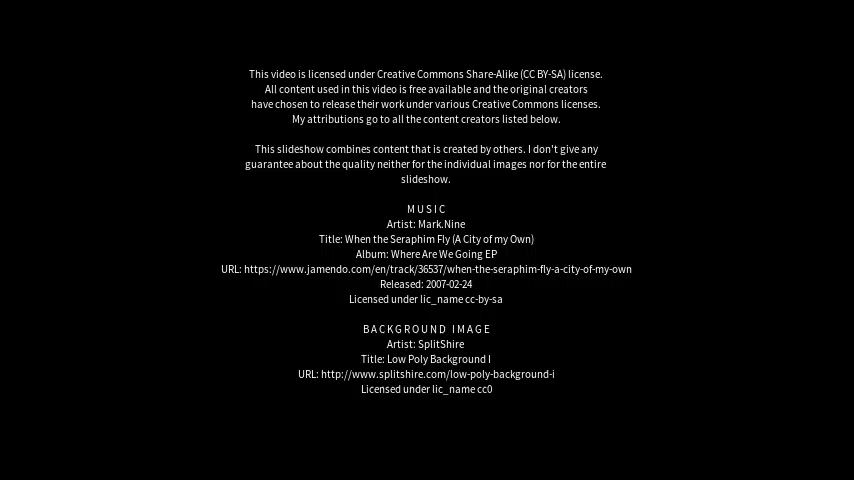 This video is licensed under Creative Commons Share-Alike (CC BY-SA) license.
All content used in this video is free available and the original creators
have chosen to release their work under various Creative Commons licenses.
My attributions go to all the content creators listed below.
This slideshow combines content that is created by others. I don't give any
guarantee about the quality neither for the individual images nor for the entire
slideshow.
MUSIC
Artist: Mark.Nine
Title: When the Seraphim Fly (A City of my Own)
Album: Where Are We Going EP
URL: https://www.jamendo.com/en/track/36537/when-the-seraphim-fly-a-city-of-my-own
Released: 2007-02-24
Licensed under lic_name cc-by-sa
BACKGROUND IMAGE
Artist: SplitShire
Title: Low Poly Background I
URL: http://www.splitshire.com/low-poly-background-i
Licensed under lic_name cc0